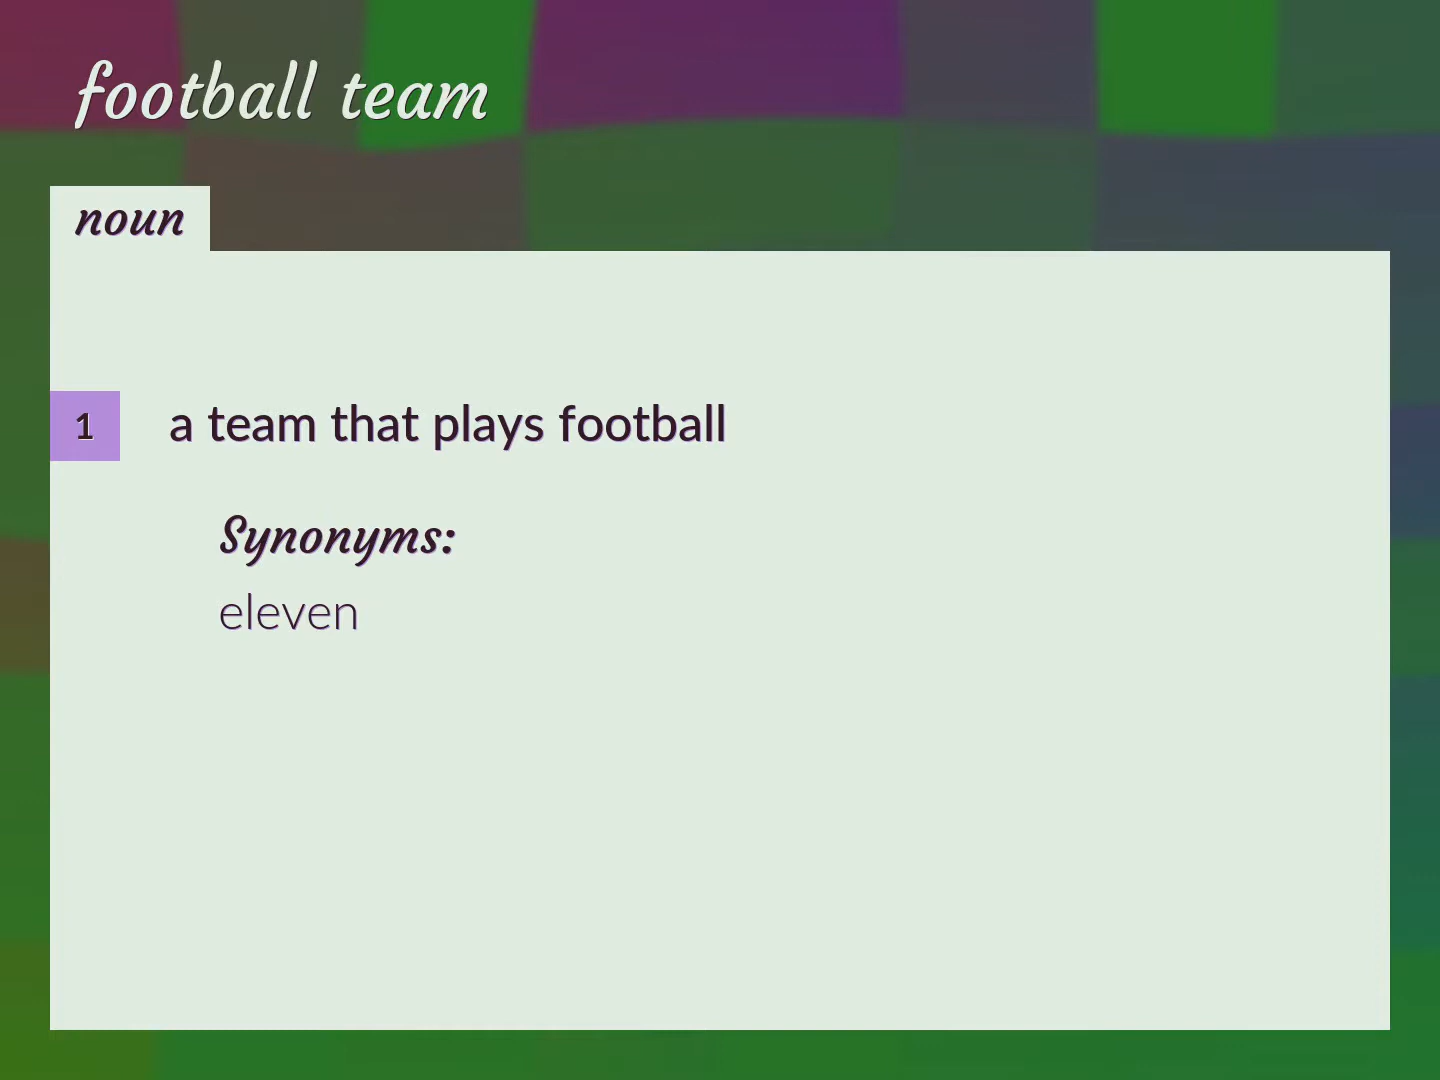 football team
noun
1 a team that plays football
Synonyms:
eleven